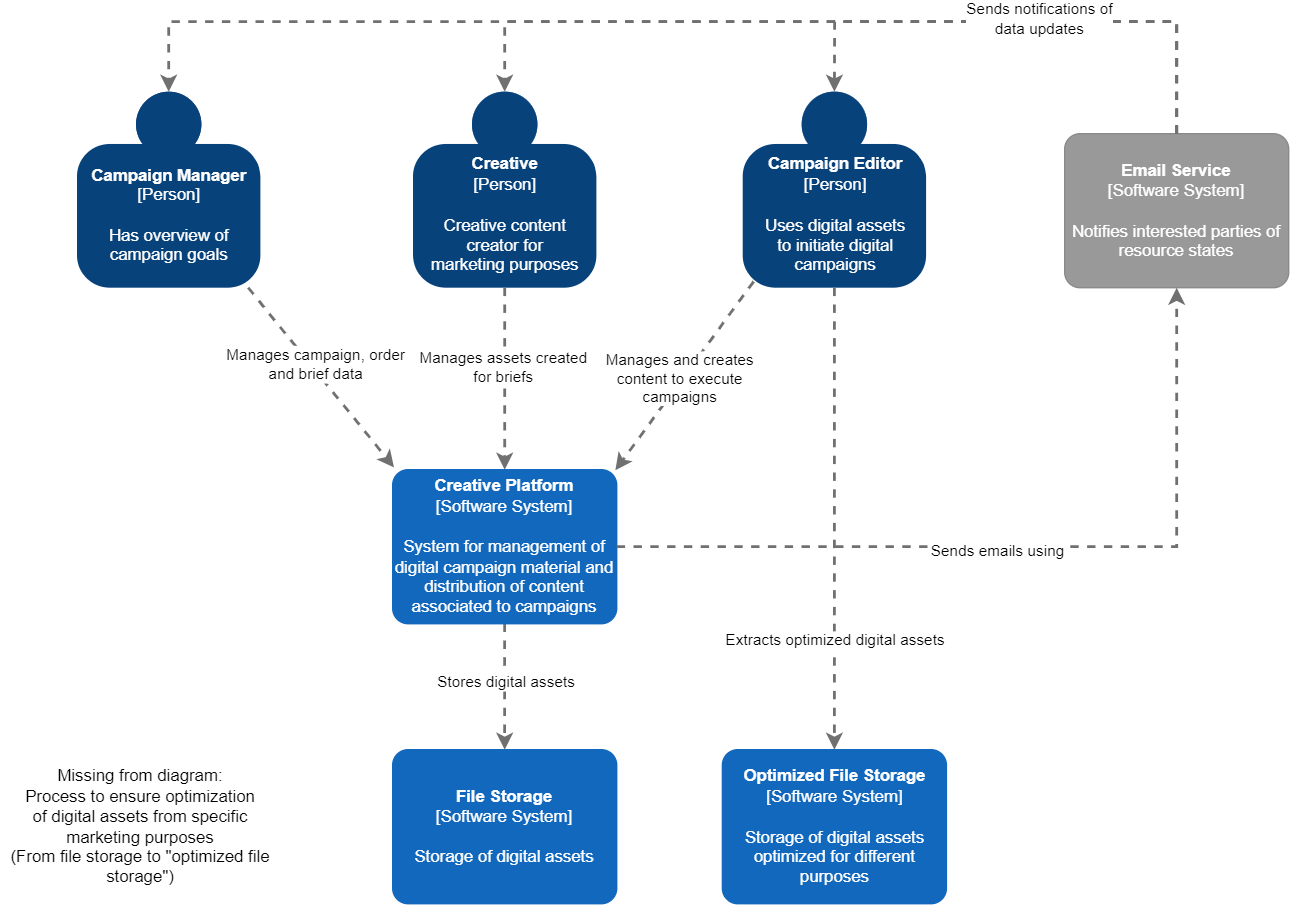 Sends notifications of
data updates
Campaign Manager
[Person]
Has overview of
campaign goals
Creative
[Person]
Creative content
creator for
marketing purposes
Campaign Editor
[Person]
Uses digital assets
to initiate digital
campaigns
Email Service
[Software System]
Notifies interested parties of
resource states
Manages campaign, order
and brief data
Manages assets created
for briefs
Manages and creates
content to execute
campaigns
Creative Platform
[Software System]
System for management of
digital campaign material and
distribution of content
associated to campaigns
Sends emails using
Extracts optimized digital assets
Stores digital assets
Missing from diagram:
Process to ensure optimization
of digital assets from specific
marketing purposes
(From file storage to "optimized file
storage")
File Storage
[Software System]
Storage of digital assets
Optimized File Storage
[Software System]
Storage of digital assets
optimized for different
purposes